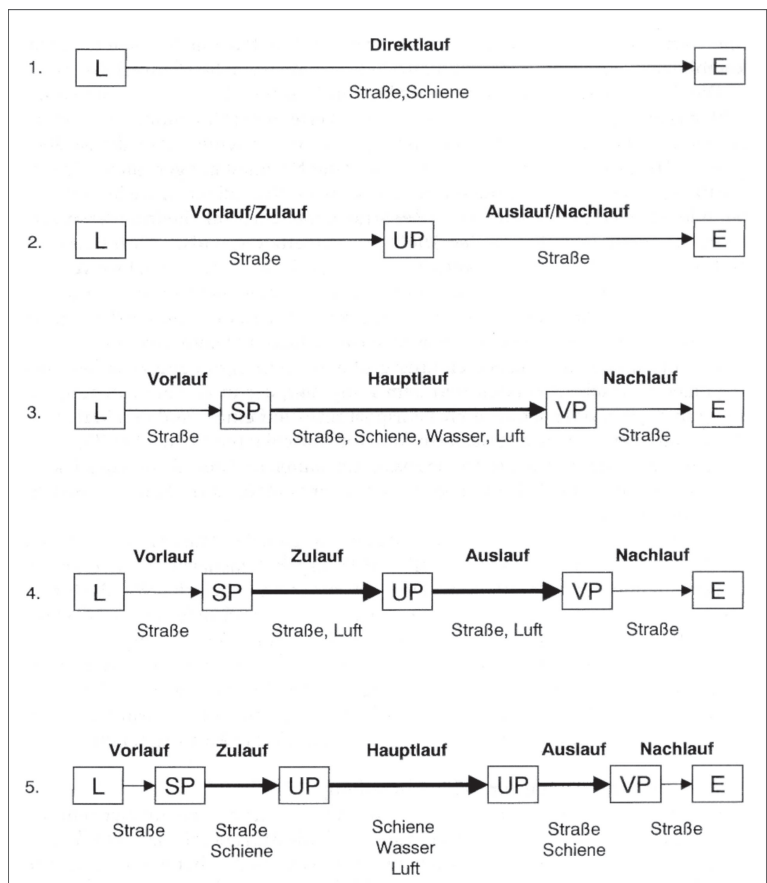 Direktlauf
1. L E
Straße,Schiene
Vorlauf/Zulauf Auslauf/Nachlauf
2. L UP E
Straße Straße
Vorlauf Hauptlauf Nachlauf
3. L SP VP E
Straße Straße, Schiene, Wasser, Luft Straße
Vorlauf Zulauf Auslauf Nachlauf
4. L SP UP VP E
Straße Straße, Luft Straße, Luft Straße
Vorlauf Zulauf Hauptlauf Auslauf Nachlauf
5. L SP UP UP VP E
Straße Straße Schiene Straße Straße
Schiene Wasser Schiene
Luft